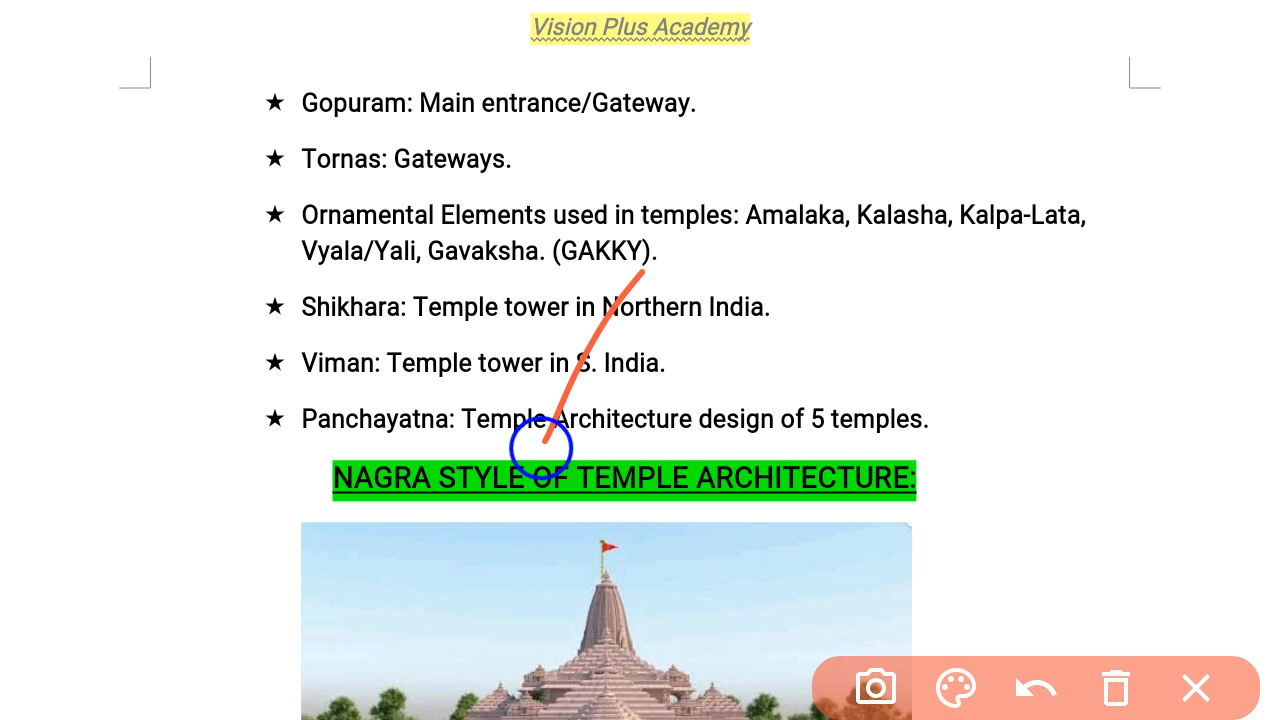 Vision Plus Academy
★ Gopuram: Main entrance/Gateway.
★ Tornas: Gateways.
★ Ornamental Elements used in temples: Amalaka, Kalasha, Kalpa-Lata,
Vyala/Yali, Gavaksha. (GAKKY).
★ Shikhara: Temple tower in Northern India.
★ Viman: Temple tower in S. India.
★ Panchayatna: Temple Architecture design of 5 temples.
NAGRA STYLE OF TEMPLE ARCHITECTURE: